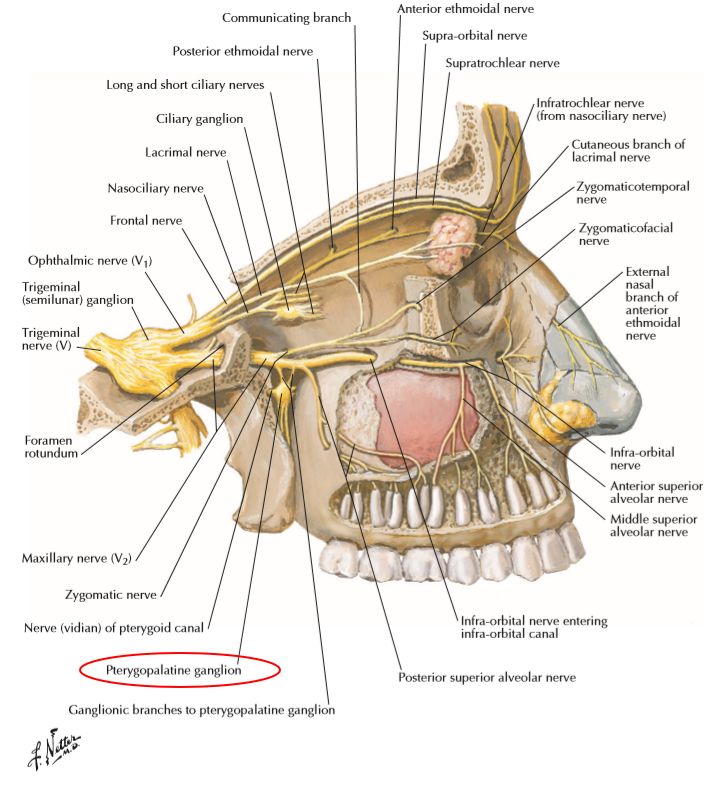 Communicating branch
Anterior ethmoidal nerve
Supra-orbital nerve
Posterior ethmoidal nerve
Supratrochlear nerve
Long and short ciliary nerves
Infratrochlear nerve
(from nasociliary nerve)
Ciliary ganglion
Cutaneous branch of
lacrimal nerve
Lacrimal nerve
Nasociliary nerve
Zygomaticotemporal
nerve
Frontal nerve
Zygomaticofacial
nerve
Ophthalmic nerve (V1)
External
nasal
branch of
anterior
ethmoidal
nerve
Trigeminal
(semilunar) ganglion
Trigeminal
nerve (V)
Foramen
rotundum
Infra-orbital
nerve
Anterior superior
alveolar nerve
Middle superior
alveolar nerve
Maxillary nerve (V2)
Zygomatic nerve
Nerve (vidian) of pterygoid canal
Infra-orbital nerve entering
infra-orbital canal
Pterygopalatine ganglion
Posterior superior alveolar nerve
Ganglionic branches to pterygopalatine ganglion
F. Netter
M.D.